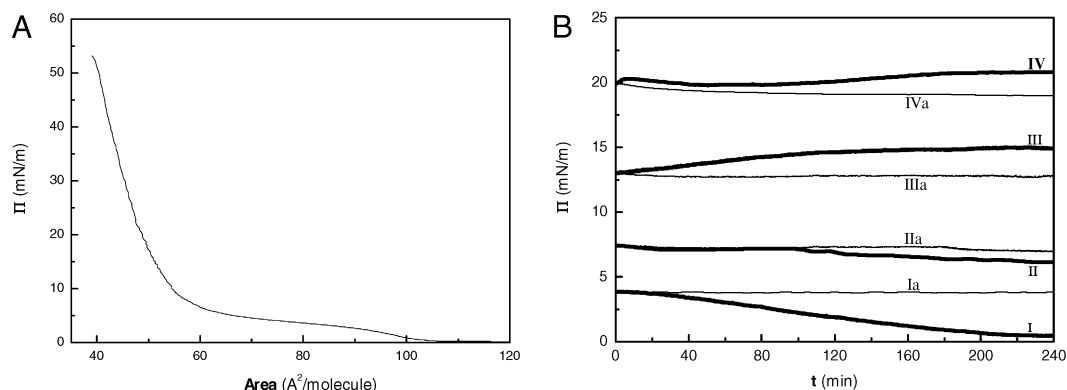 A
60
50
40
30
20
10
0
40 60 80 100 120
Π (mN/m)
Area (A²/molecule)
B
25
20
15
10
5
0
0 40 80 120 160 200 240
Π (mN/m)
t (min)
IV
IVa
III
IIIa
IIa
II
Ia
I